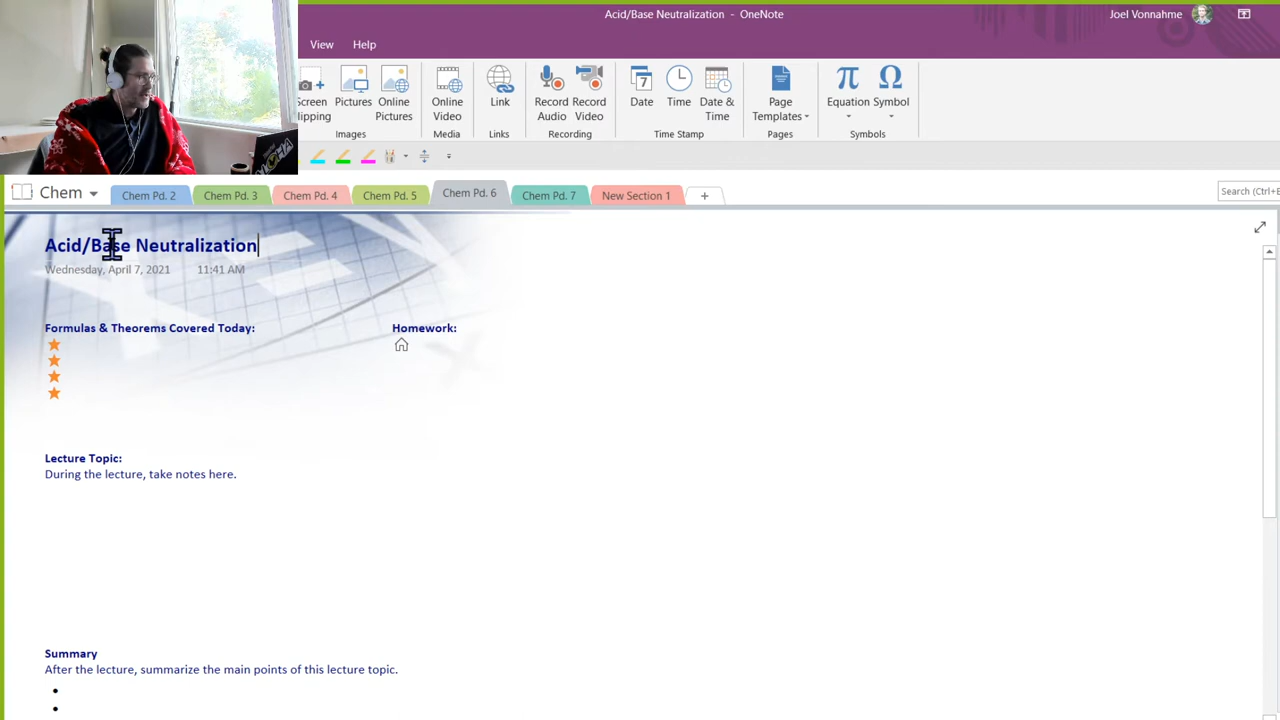 Acid/Base Neutralization - OneNote
Joel Vonnahme
View Help
Pictures
Online Pictures
Online Video
Link
Record Audio
Record Video
Date
Time
Date & Time
Page Templates
Equation
Symbol
Images
Media
Links
Recording
Time Stamp
Pages
Symbols
Chem
Chem Pd. 2
Chem Pd. 3
Chem Pd. 4
Chem Pd. 5
Chem Pd. 6
Chem Pd. 7
New Section 1
+
Search (Ctrl+E
Acid/Base Neutralization
Wednesday, April 7, 2021 11:41 AM
Formulas & Theorems Covered Today:
Homework:
Lecture Topic:
During the lecture, take notes here.
Summary
After the lecture, summarize the main points of this lecture topic.